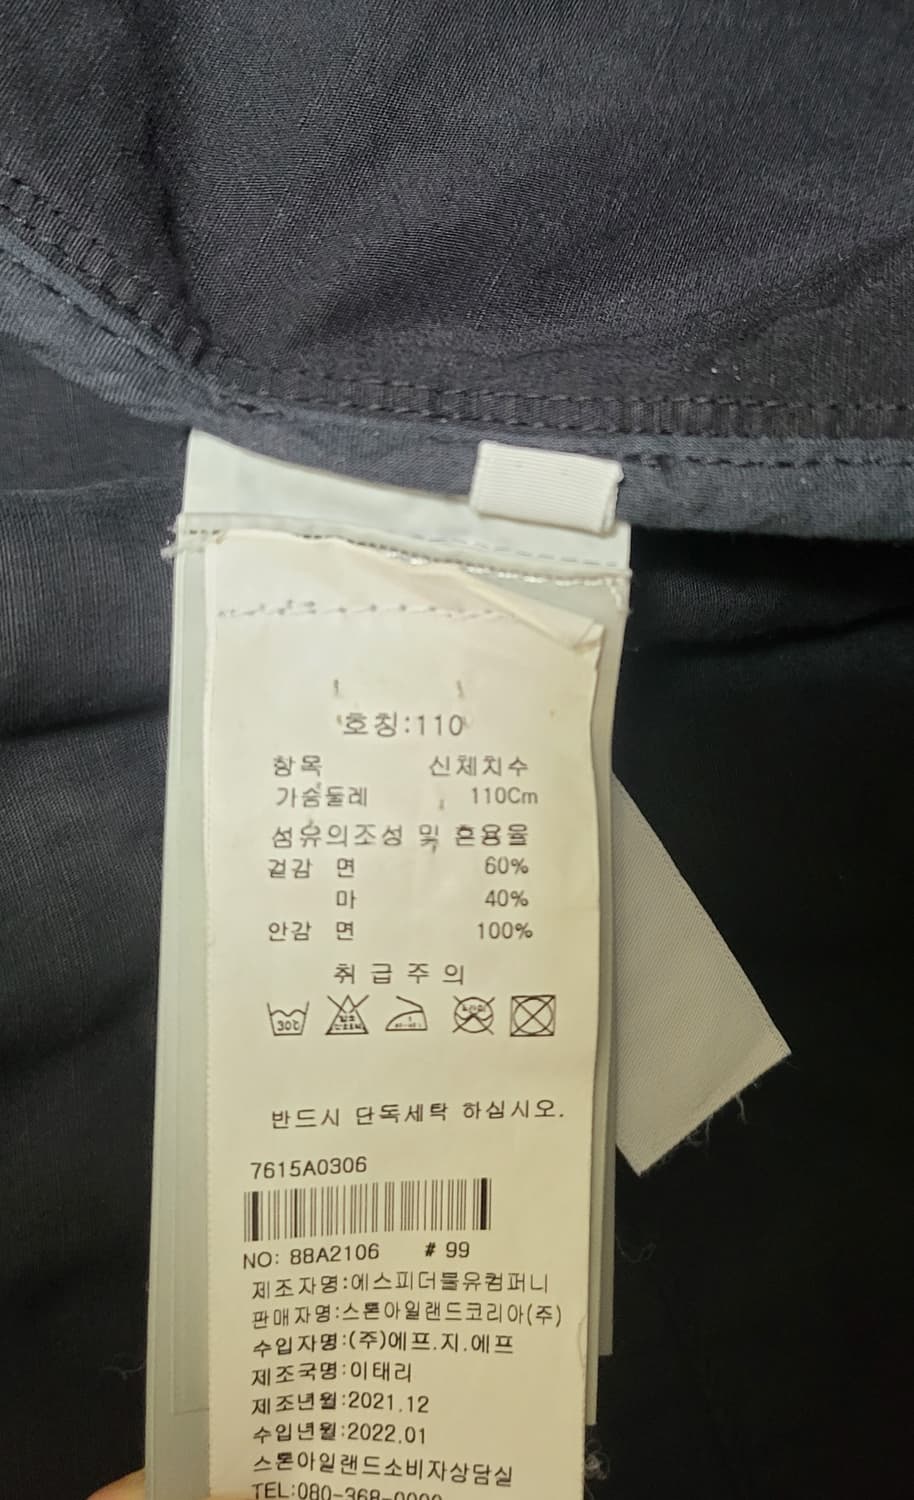 호칭:110
항목 신체치수
가슴둘레 110Cm
섬유의조성 및 혼용율
겉감 면 60%
마 40%
안감 면 100%
취급주의
30℃
반드시 단독세탁 하십시오.
7615A0306
NO: 88A2106 # 99
제조자명:에스피더물유컴퍼니
판매자명:스톤아일랜드코리아(주)
수입자명:(주)에프.지.에프
제조국명:이태리
제조년월:2021.12
수입년월:2022.01
스톤아일랜드소비자상담실
TEL:080-368-0000